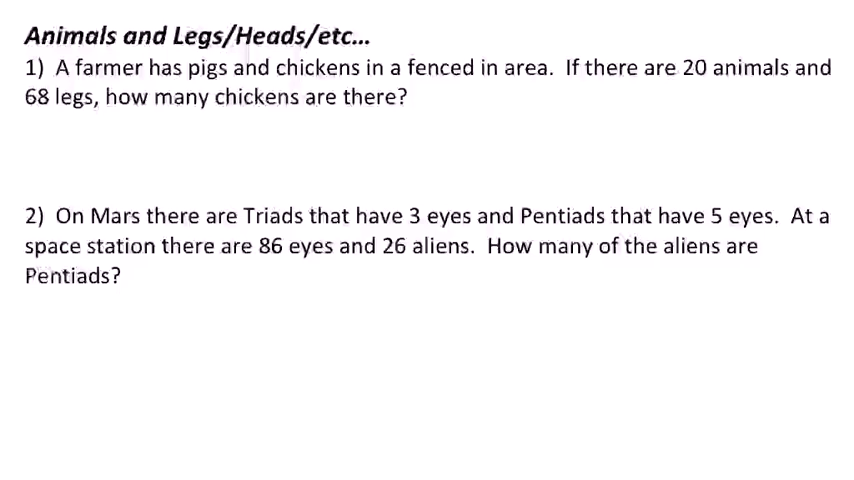 Animals and Legs/Heads/etc...
1)  A farmer has pigs and chickens in a fenced in area.  If there are 20 animals and
68 legs, how many chickens are there?
2)  On Mars there are Triads that have 3 eyes and Pentiads that have 5 eyes.  At a
space station there are 86 eyes and 26 aliens.  How many of the aliens are
Pentiads?